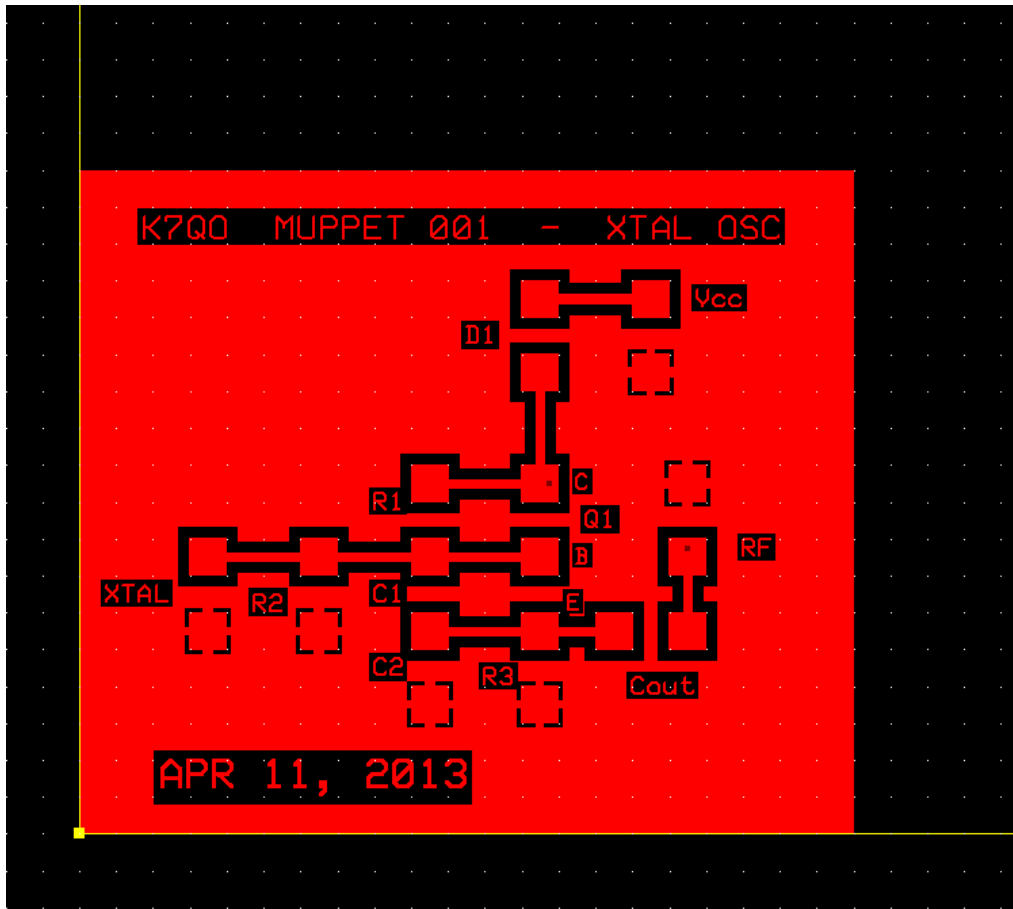 K7QO MUPPET 001 - XTAL OSC
Vcc
D1
C
R1
Q1
RF
B
XTAL
R2
C1
E
C2
R3
Cout
APR 11, 2013